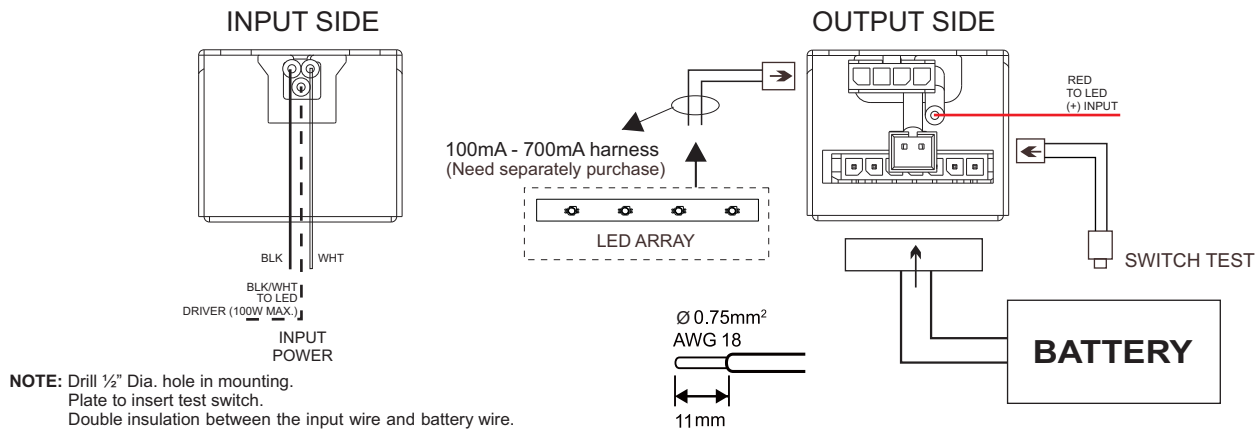 INPUT SIDE
OUTPUT SIDE
RED
TO LED
(+) INPUT
100mA - 700mA harness
(Need separately purchase)
LED ARRAY
BLK
WHT
BLK/WHT
TO LED
DRIVER (100W MAX.)
INPUT
POWER
SWITCH TEST
Ø 0.75mm²
AWG 18
11mm
BATTERY
NOTE: Drill ½” Dia. hole in mounting.
Plate to insert test switch.
Double insulation between the input wire and battery wire.